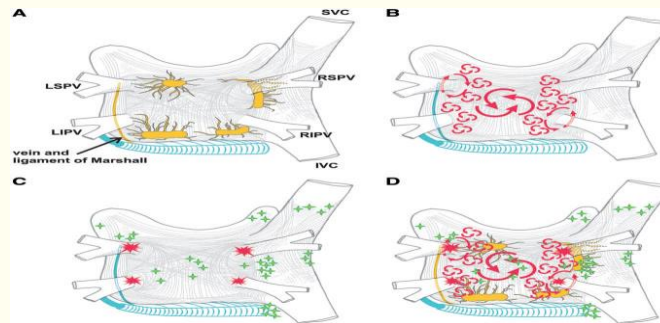 A
SVC
B
LSPV
RSPV
LIPV
RIPV
vein and
ligament of Marshall
IVC
C
D